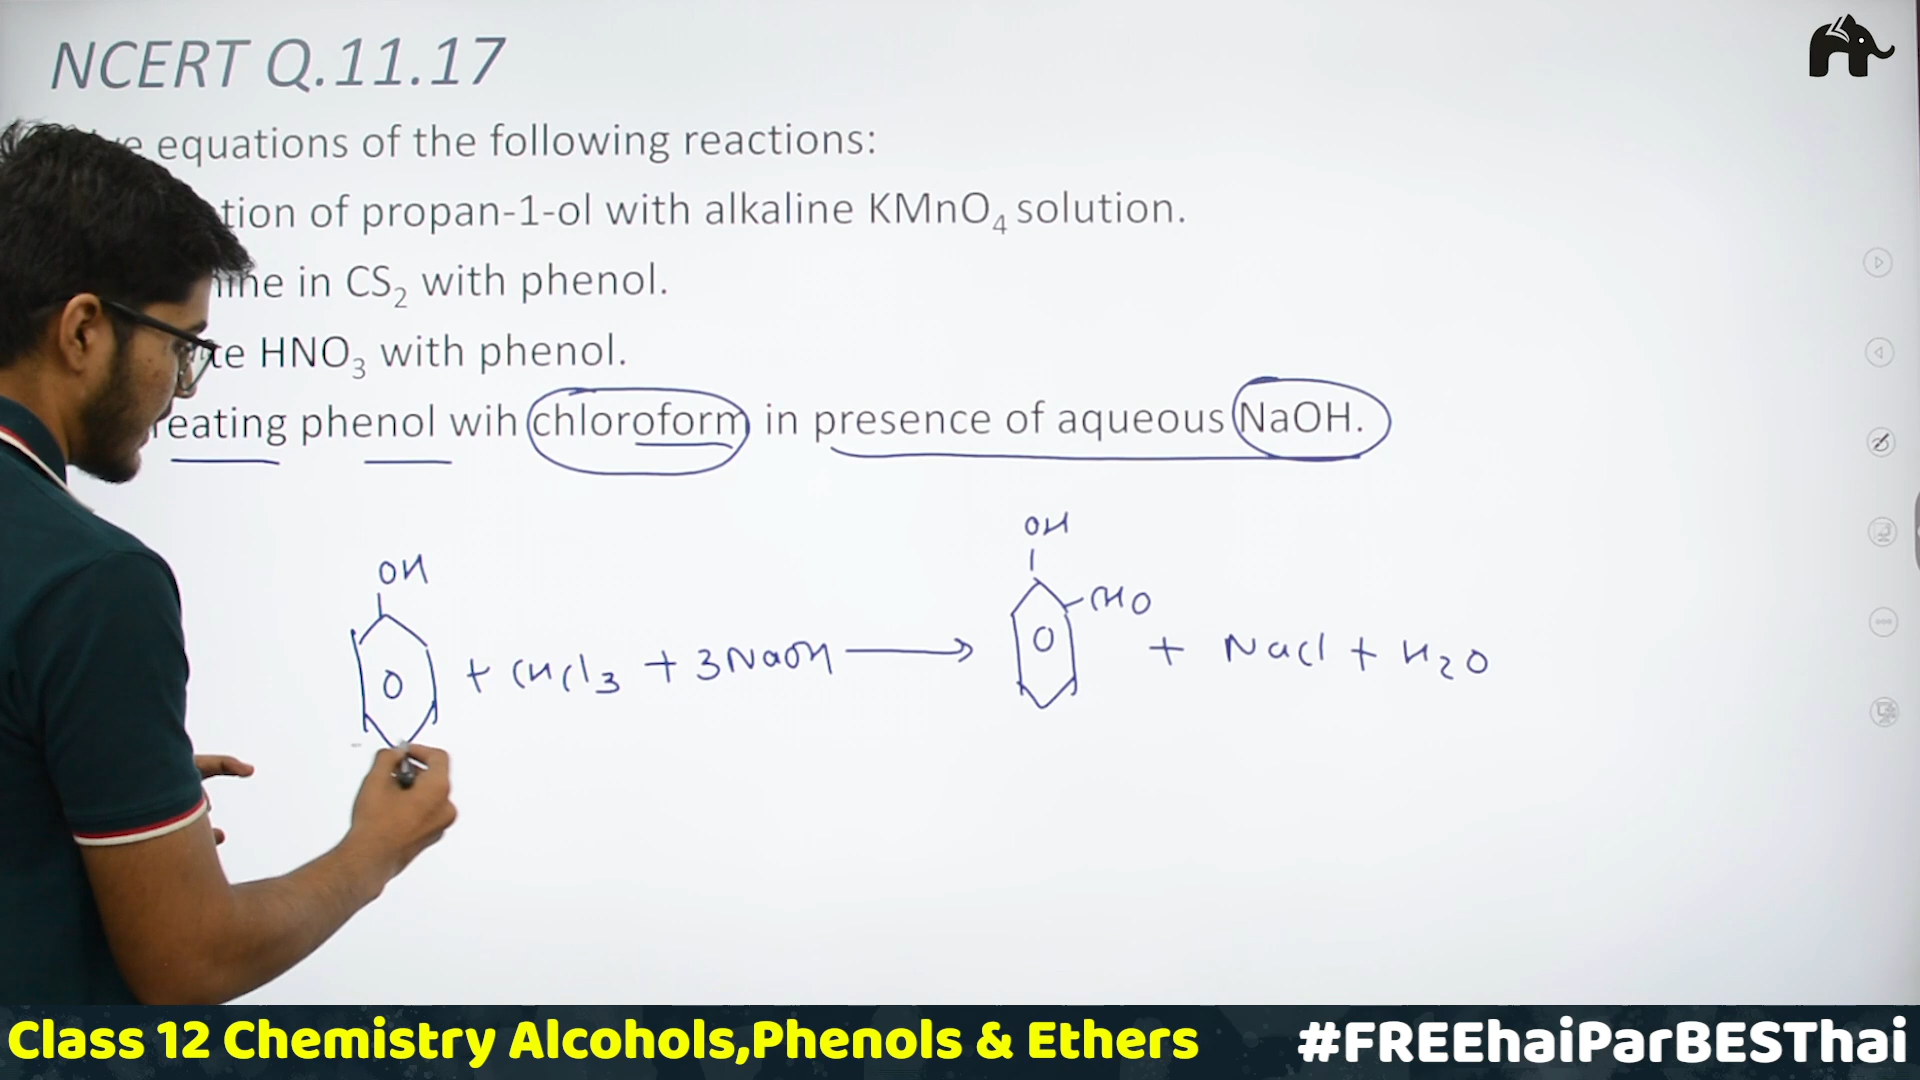 NCERT Q.11.17
equations of the following reactions:
tion of propan-1-ol with alkaline KMnO₄ solution.
ine in CS₂ with phenol.
te HNO₃ with phenol.
reating phenol wih chloroform in presence of aqueous NaOH.
OH
OH
CHO
+ CHCl₃ + 3NaOH ⟶ + NaCl + H₂O
Class 12 Chemistry Alcohols,Phenols & Ethers #FREEhaiParBESThai